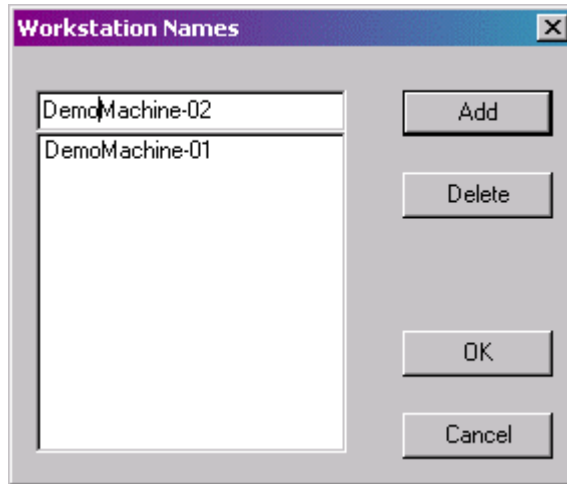 Workstation Names
DemoMachine-02
Add
DemoMachine-01
Delete
OK
Cancel